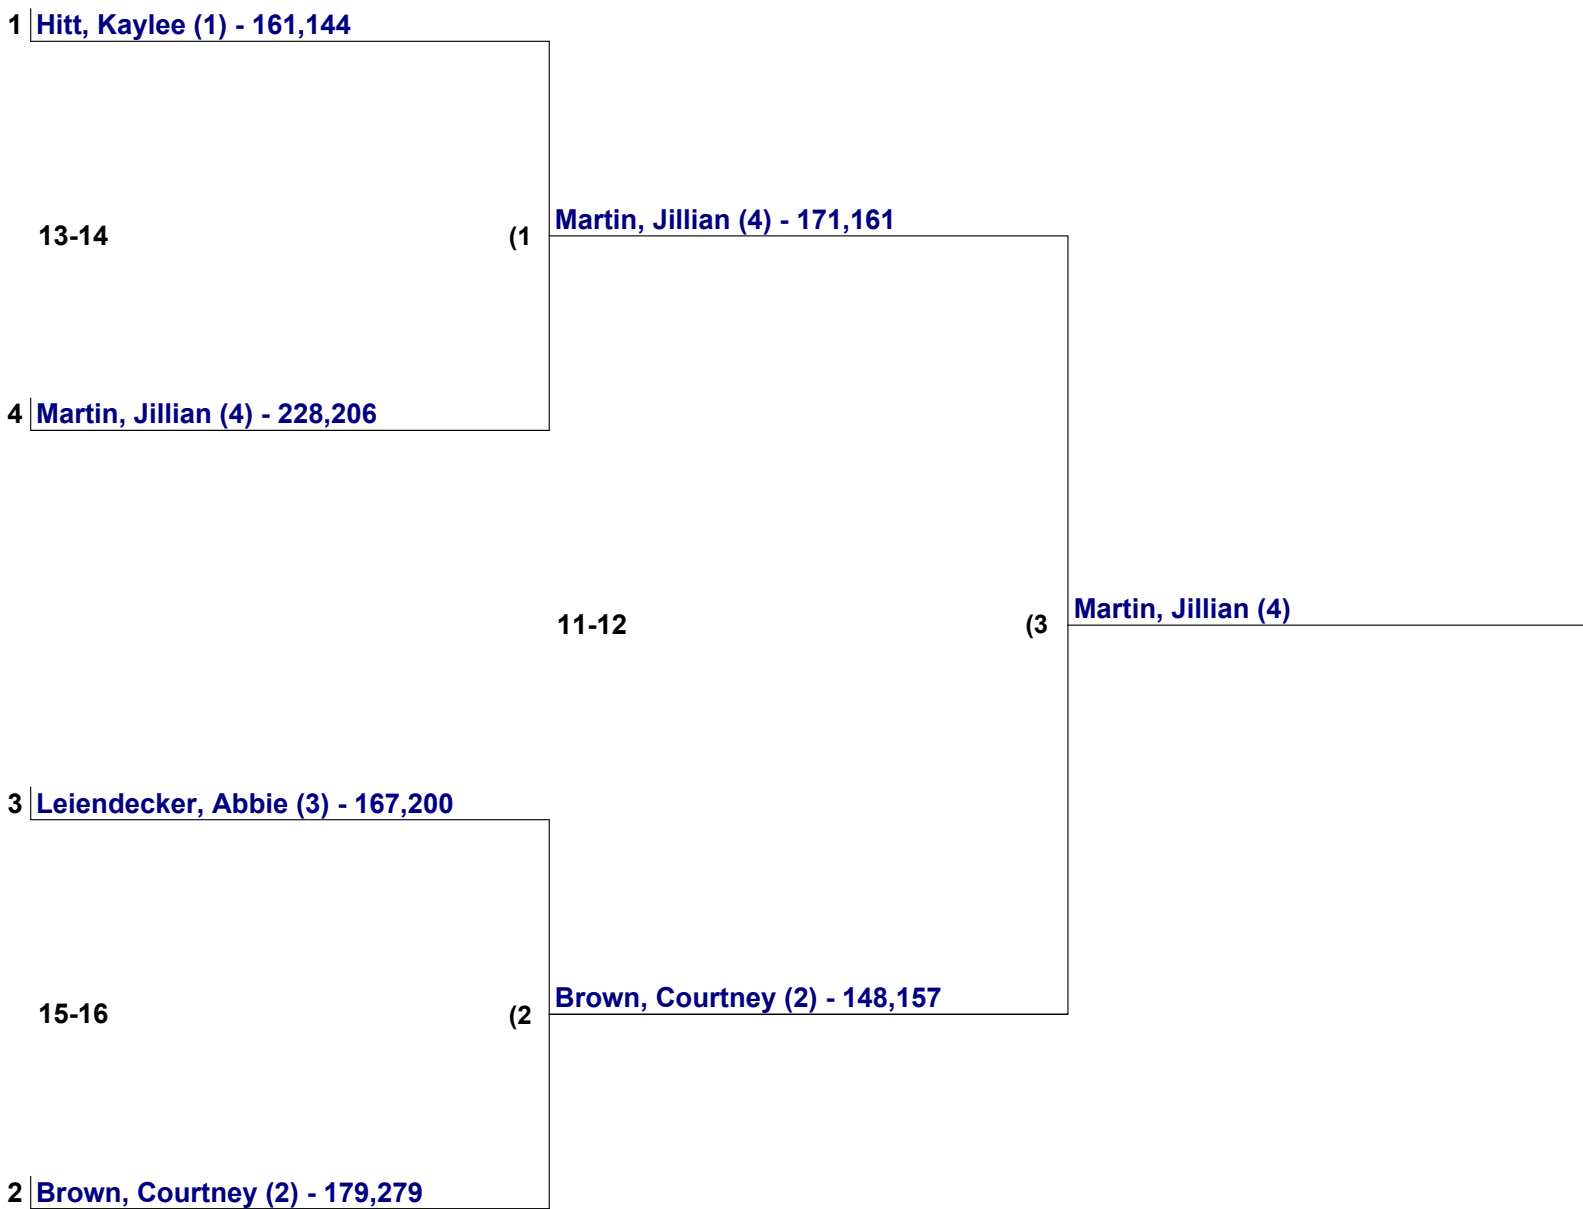 1 Hitt, Kaylee (1) - 161,144
Martin, Jillian (4) - 171,161
13-14 (1
4 Martin, Jillian (4) - 228,206
Martin, Jillian (4)
11-12 (3
3 Leiendecker, Abbie (3) - 167,200
Brown, Courtney (2) - 148,157
15-16 (2
2 Brown, Courtney (2) - 179,279